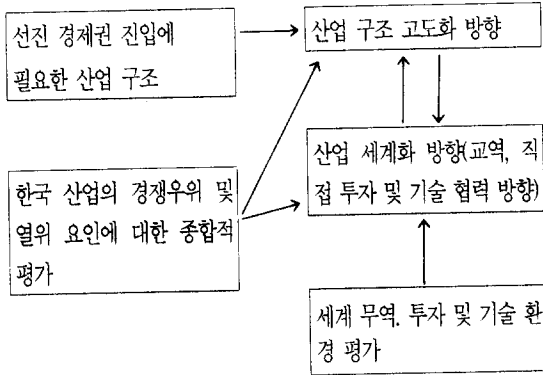 선진 경제권 진입에
필요한 산업 구조
산업 구조 고도화 방향
한국 산업의 경쟁우위 및
열위 요인에 대한 종합적
평가
산업 세계화 방향(교역, 직
접 투자 및 기술 협력 방향)
세계 무역. 투자 및 기술 환
경 평가